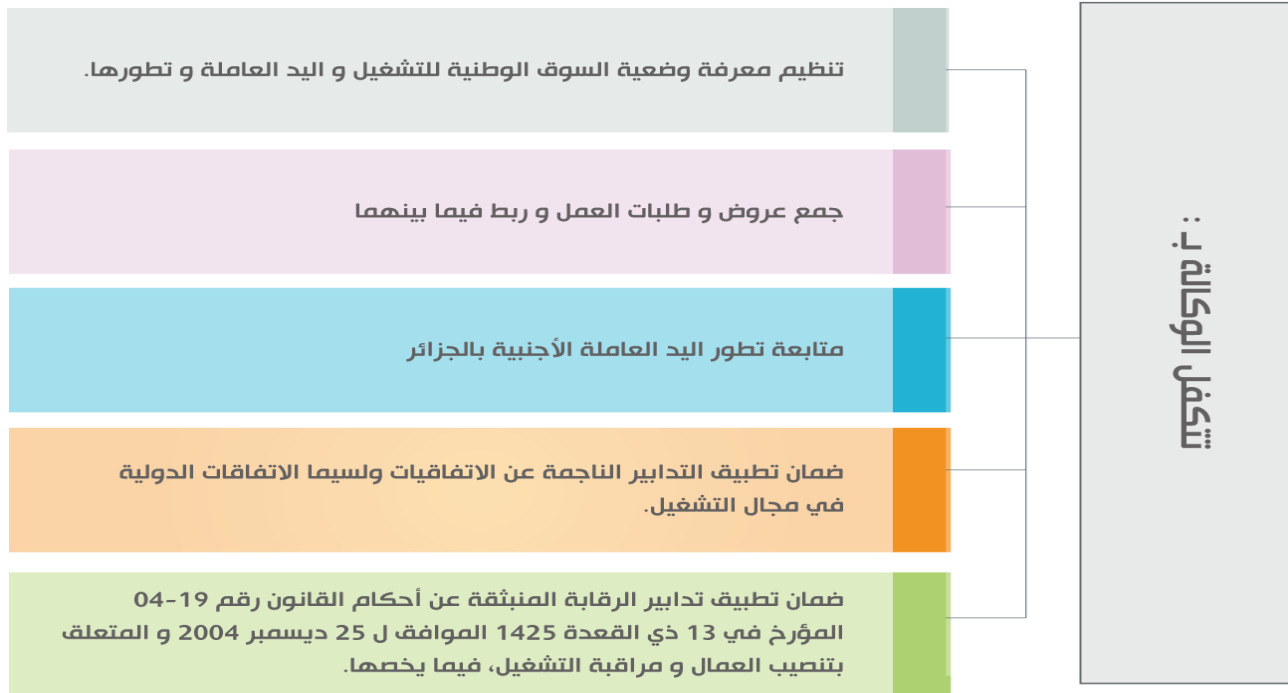 تتكفل الوكالة بـ :
تنظيم معرفة وضعية السوق الوطنية للتشغيل و اليد العاملة و تطورها.
جمع عروض و طلبات العمل و ربط فيما بينهما
متابعة تطور اليد العاملة الأجنبية بالجزائر
ضمان تطبيق التدابير الناجمة عن الاتفاقيات ولسيما الاتفاقات الدولية
في مجال التشغيل.
ضمان تطبيق تدابير الرقابة المنبثقة عن أحكام القانون رقم 19-04
المؤرخ في 13 ذي القعدة 1425 الموافق ل 25 ديسمبر 2004 و المتعلق
بتنصيب العمال و مراقبة التشغيل، فيما يخصها.